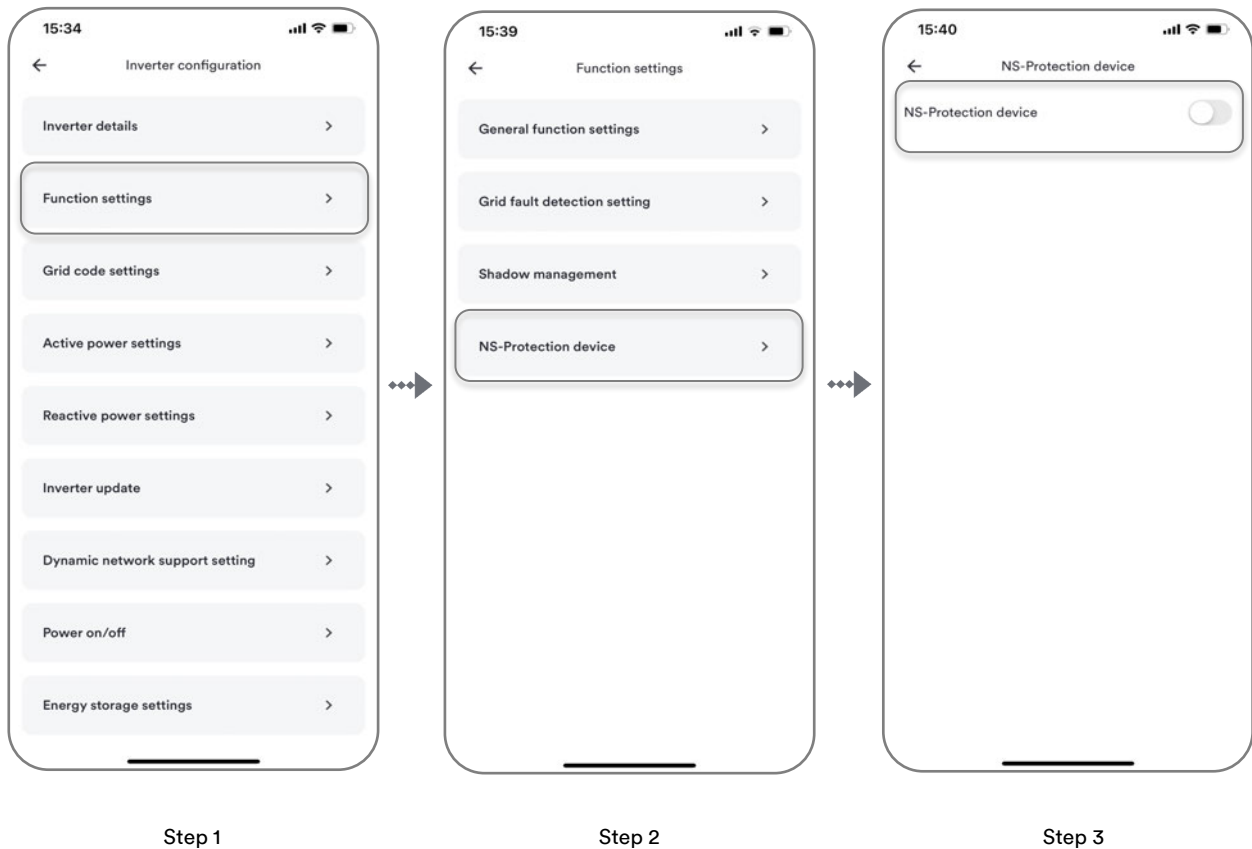 15:34
Inverter configuration
Inverter details
Function settings
Grid code settings
Active power settings
Reactive power settings
Inverter update
Dynamic network support setting
Power on/off
Energy storage settings
Step 1
15:39
Function settings
General function settings
Grid fault detection setting
Shadow management
NS-Protection device
Step 2
15:40
NS-Protection device
NS-Protection device
Step 3